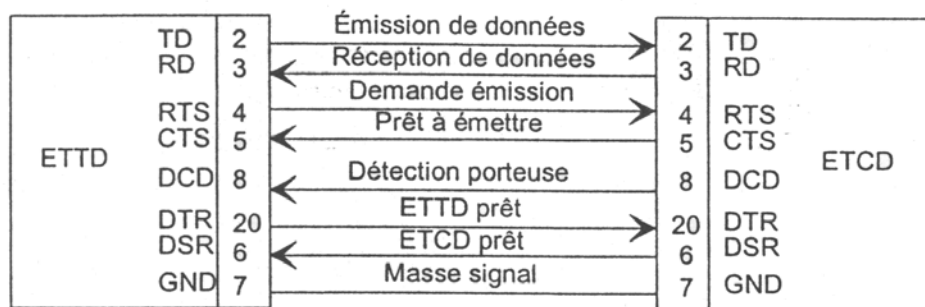 TD 2 Émission de données 2 TD
RD 3 Réception de données 3 RD
RTS 4 Demande émission 4 RTS
CTS 5 Prêt à émettre 5 CTS
ETTD ETCD
DCD 8 Détection porteuse 8 DCD
DTR 20 ETTD prêt 20 DTR
DSR 6 ETCD prêt 6 DSR
GND 7 Masse signal 7 GND